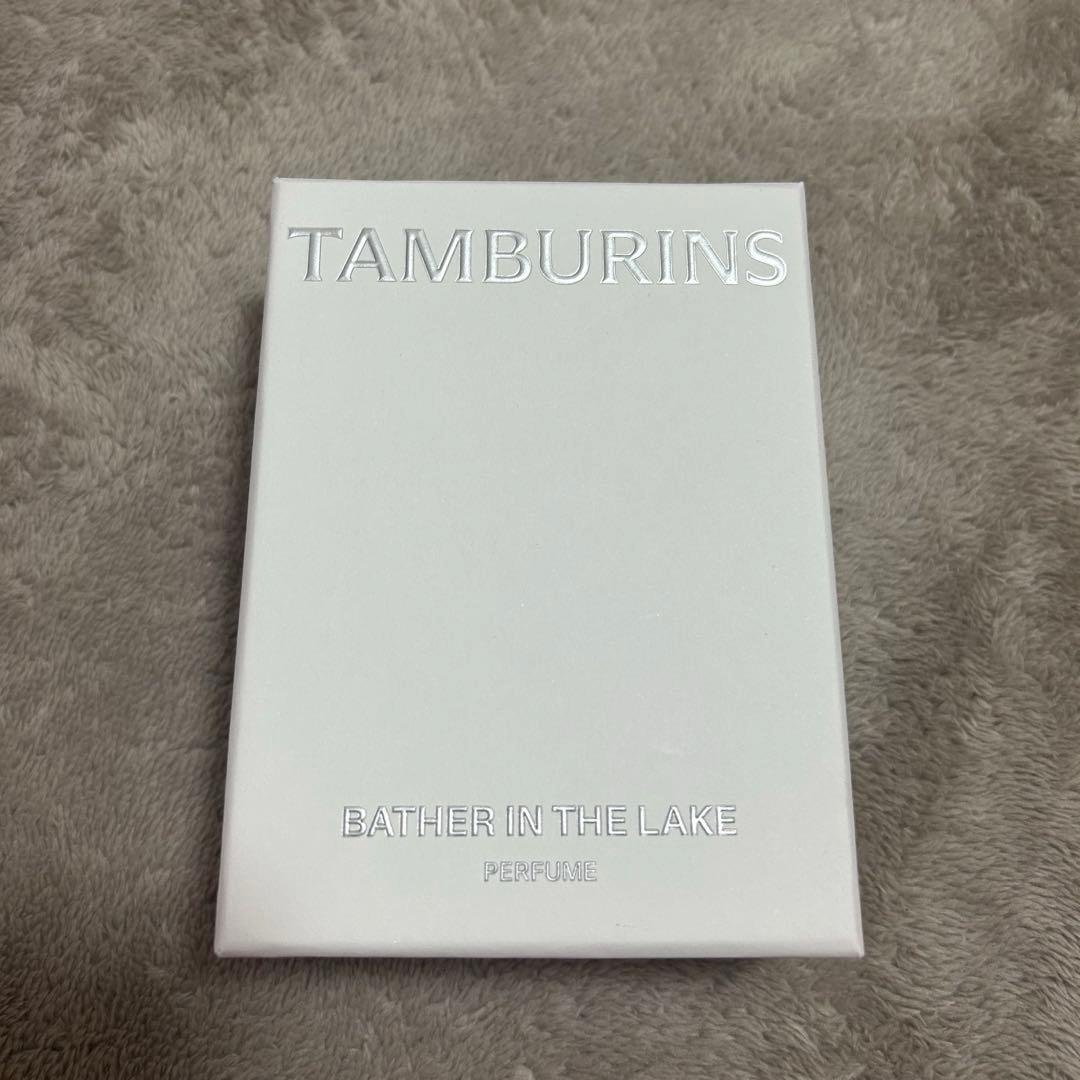 TAMBURINS
BATHER IN THE LAKE
PERFUME